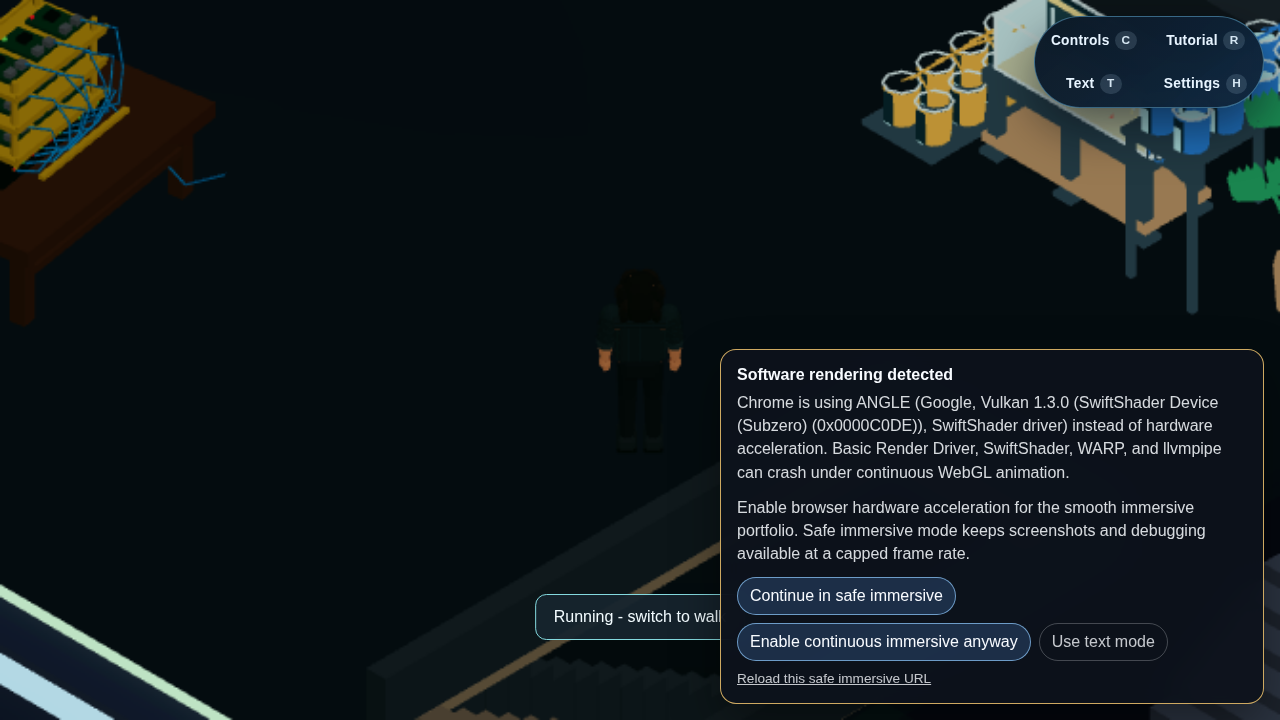 Controls C
Tutorial R
Text T
Settings H
Software rendering detected
Chrome is using ANGLE (Google, Vulkan 1.3.0 (SwiftShader Device
(Subzero) (0x0000C0DE)), SwiftShader driver) instead of hardware
acceleration. Basic Render Driver, SwiftShader, WARP, and llvmpipe
can crash under continuous WebGL animation.
Enable browser hardware acceleration for the smooth immersive
portfolio. Safe immersive mode keeps screenshots and debugging
available at a capped frame rate.
Continue in safe immersive
Running - switch to
Enable continuous immersive anyway
Use text mode
Reload this safe immersive URL